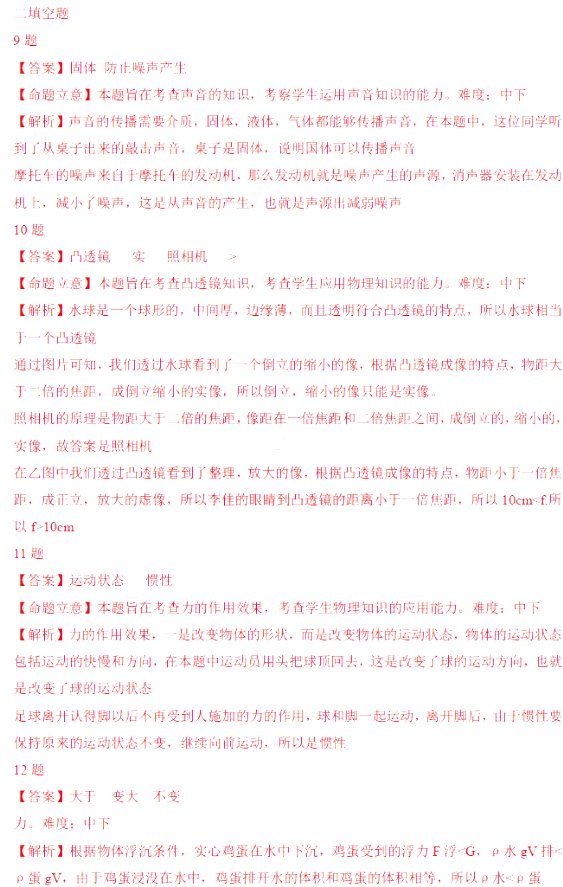 二填空题
9 题
【答案】固体 防止噪声产生
【命题立意】本题旨在考查声音的知识，考察学生运用声音知识的能力。难度：中下
【解析】声音的传播需要介质，固体，液体，气体都能够传播声音，在本题中，这位同学听
到了从桌子出来的敲击声音，桌子是固体，说明国体可以传播声音
摩托车的噪声来自于摩托车的发动机，那么发动机就是噪声产生的声源，消声器安装在发动
机上，减小了噪声，这是从声音的产生，也就是声源出减弱噪声
10 题
【答案】凸透镜 实 照相机 >
【命题立意】本题旨在考查凸透镜知识，考查学生应用物理知识的能力。难度：中下
【解析】水球是一个球形的，中间厚，边缘薄，而且透明符合凸透镜的特点，所以水球相当
于一个凸透镜
通过图片可知，我们透过水球看到了一个倒立的缩小的像，根据凸透镜成像的特点，物距大
于二倍的焦距，成倒立缩小的实像，所以倒立，缩小的像只能是实像。
照相机的原理是物距大于二倍的焦距，像距在一倍焦距和二倍焦距之间，成倒立的，缩小的，
实像，故答案是照相机
在乙图中我们透过凸透镜看到了整理，放大的像，根据凸透镜成像的特点，物距小于一倍焦
距，成正立，放大的虚像，所以李佳的眼睛到凸透镜的距离小于一倍焦距，所以 10cm<f,所
以 f>10cm
11 题
【答案】运动状态 惯性
【命题立意】本题旨在考查力的作用效果，考查学生物理知识的应用能力。难度：中下
【解析】力的作用效果，一是改变物体的形状，而是改变物体的运动状态，物体的运动状态
包括运动的快慢和方向，在本题中运动员用头把球顶回去，这是改变了球的运动方向，也就
是改变了球的运动状态
足球离开认得脚以后不再受到人施加的力的作用，球和脚一起运动，离开脚后，由于惯性要
保持原来的运动状态不变，继续向前运动，所以是惯性
12 题
【答案】大于 变大 不变
力。难度：中下
【解析】根据物体浮沉条件，实心鸡蛋在水中下沉，鸡蛋受到的浮力 F 浮<G，ρ 水 gV 排<
ρ 蛋 gV，由于鸡蛋浸没在水中，鸡蛋排开水的体积和鸡蛋的体积相等，所以 ρ 水<ρ 蛋